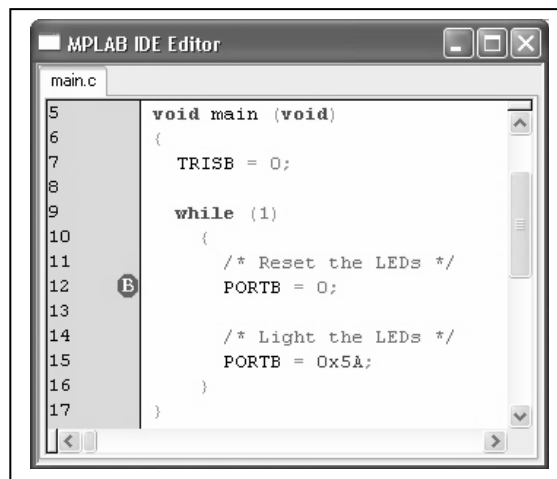 MPLAB IDE Editor
main.c
5 void main (void)
6 {
7 TRISB = 0;
8
9 while (1)
10 {
11 /* Reset the LEDs */
12 B PORTB = 0;
13
14 /* Light the LEDs */
15 PORTB = 0x5A;
16 }
17 }